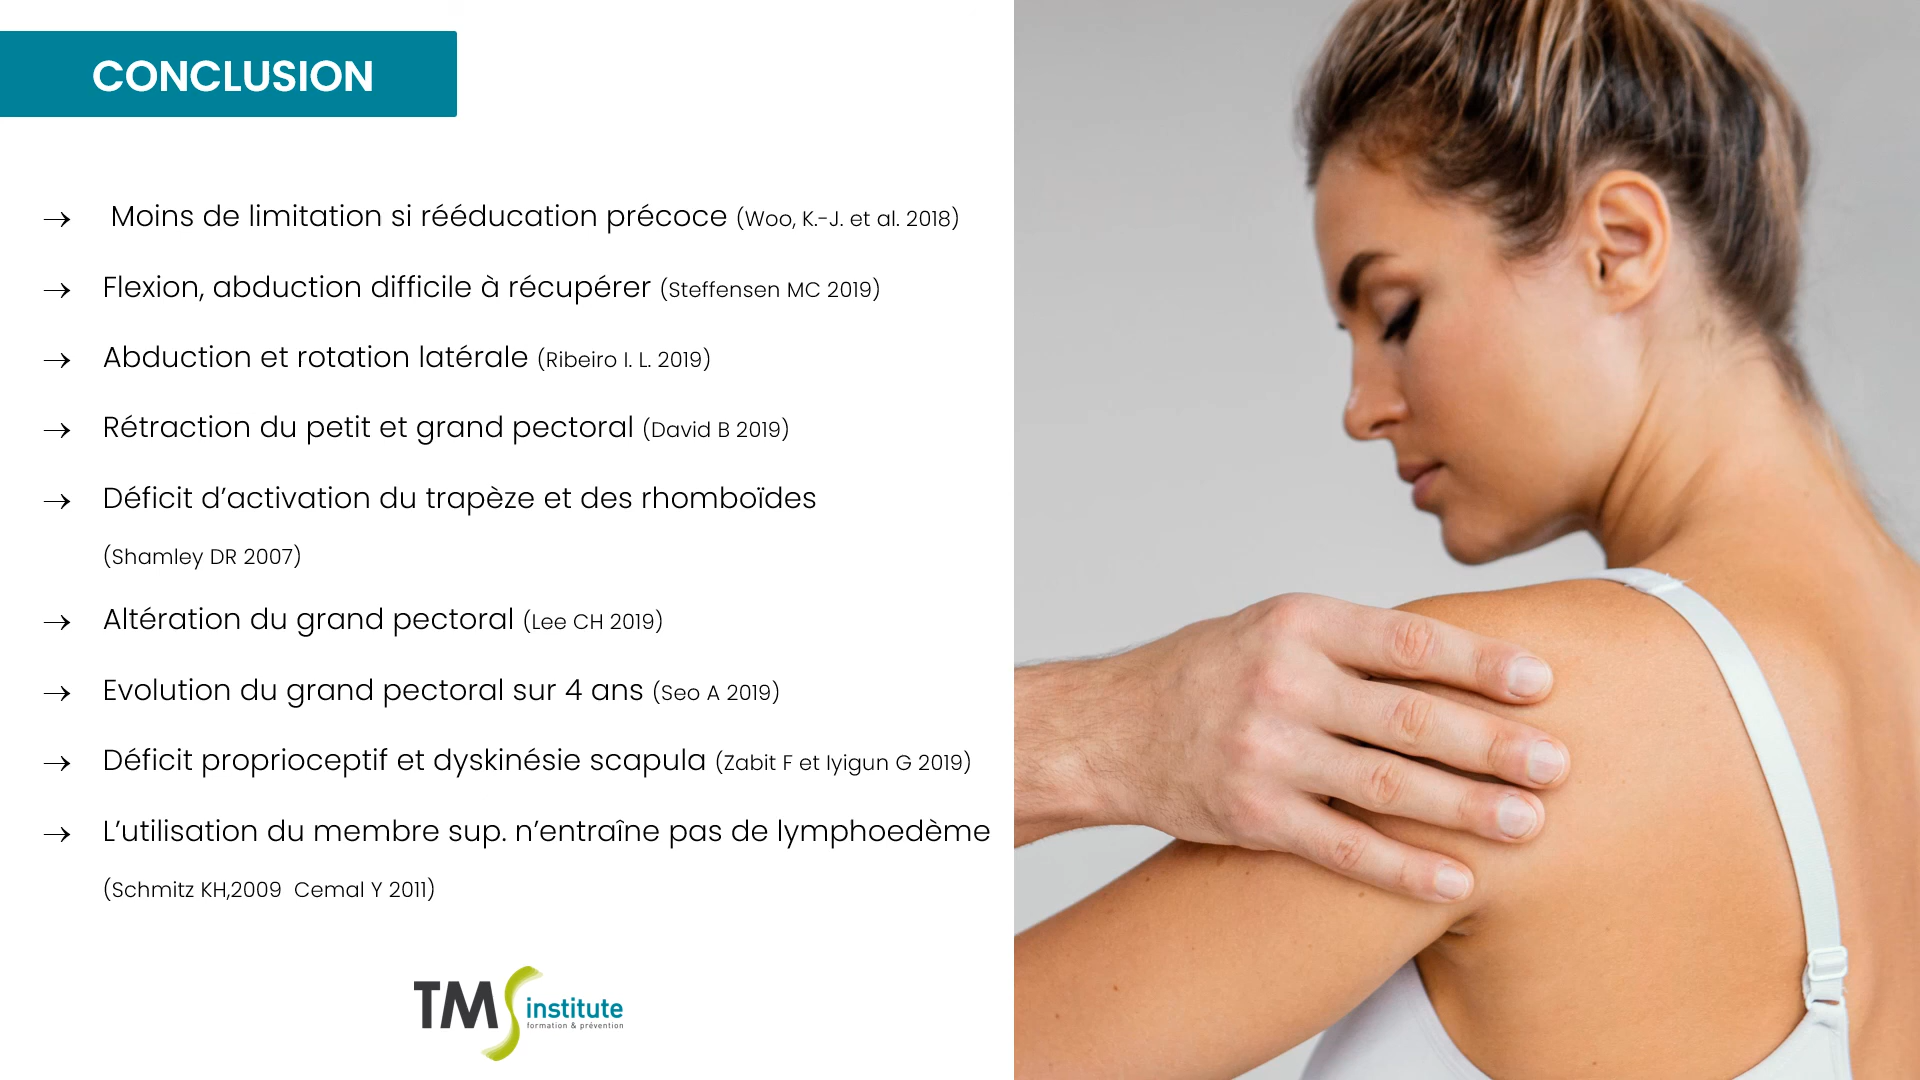 CONCLUSION
→ Moins de limitation si rééducation précoce (Woo, K.-J. et al. 2018)
→ Flexion, abduction difficile à récupérer (Steffensen MC 2019)
→ Abduction et rotation latérale (Ribeiro I. L. 2019)
→ Rétraction du petit et grand pectoral (David B 2019)
→ Déficit d’activation du trapèze et des rhomboïdes
(Shamley DR 2007)
→ Altération du grand pectoral (Lee CH 2019)
→ Evolution du grand pectoral sur 4 ans (Seo A 2019)
→ Déficit proprioceptif et dyskinésie scapula (Zabit F et Iyigun G 2019)
→ L’utilisation du membre sup. n’entraîne pas de lymphoedème
(Schmitz KH,2009 Cemal Y 2011)
TMS institute
formation & prévention